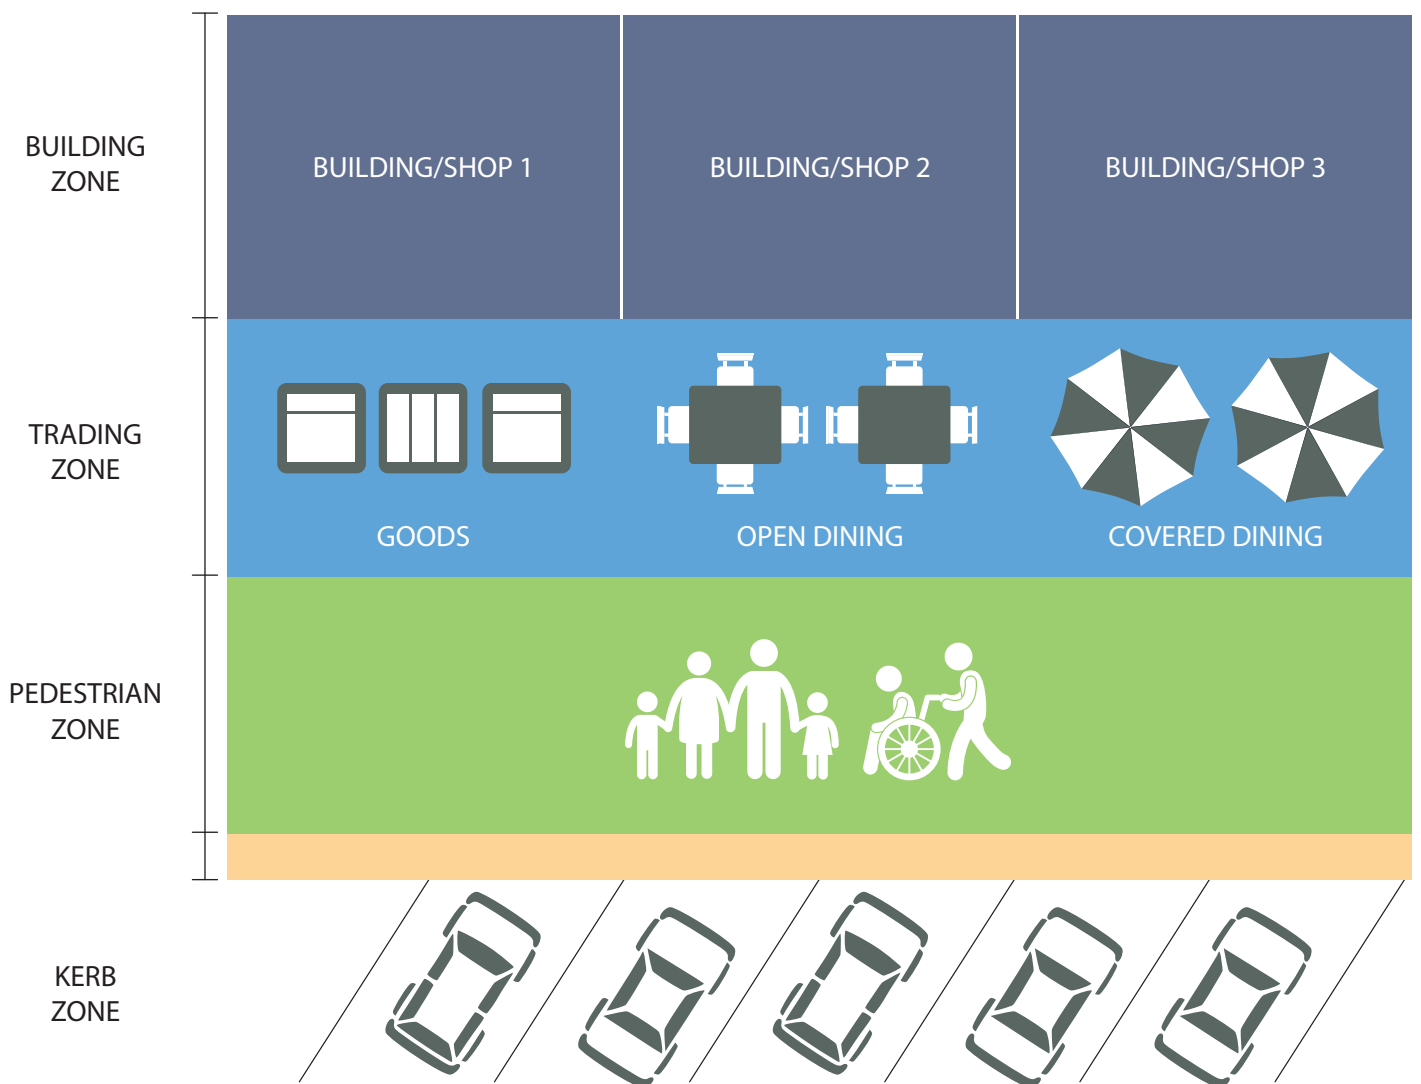 BUILDING
ZONE
BUILDING/SHOP 1
BUILDING/SHOP 2
BUILDING/SHOP 3
TRADING
ZONE
GOODS
OPEN DINING
COVERED DINING
PEDESTRIAN
ZONE
KERB
ZONE